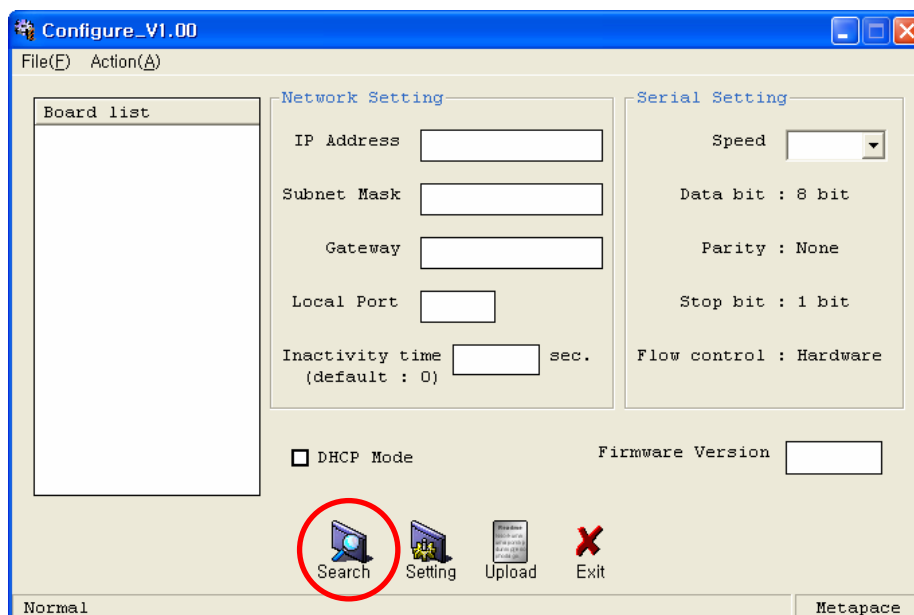 Configure_V1.00
File(F) Action(A)
Board list
Network Setting
IP Address
Subnet Mask
Gateway
Local Port
Inactivity time sec.
(default : 0)
Serial Setting
Speed
Data bit : 8 bit
Parity : None
Stop bit : 1 bit
Flow control : Hardware
DHCP Mode
Firmware Version
Search Setting Upload Exit
Normal Metapace